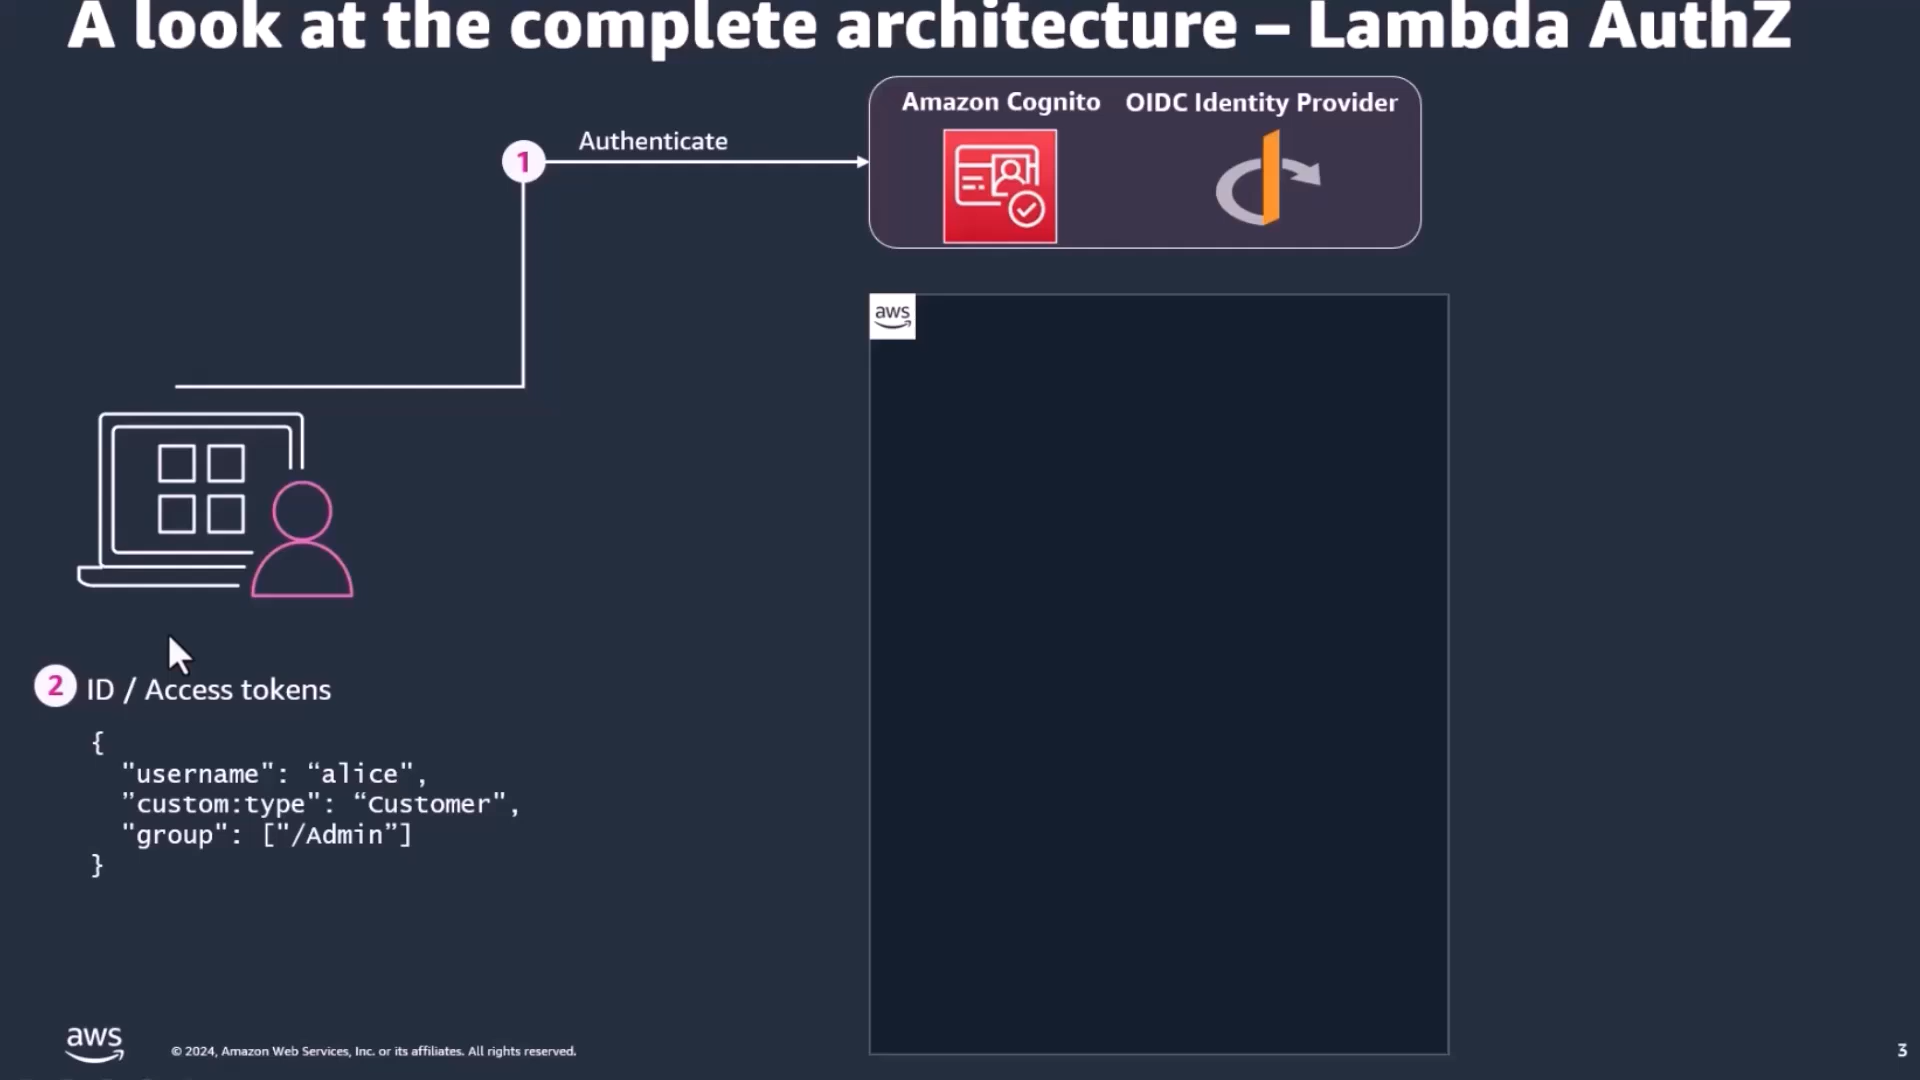 A look at the complete architecture – Lambda AuthZ
Amazon Cognito OIDC Identity Provider
1 Authenticate
aws
2 ID / Access tokens
{
"username": “alice",
”custom:type": “Customer",
"group": ["/Admin”]
}
aws
© 2024, Amazon Web Services, Inc. or its affiliates. All rights reserved.
3